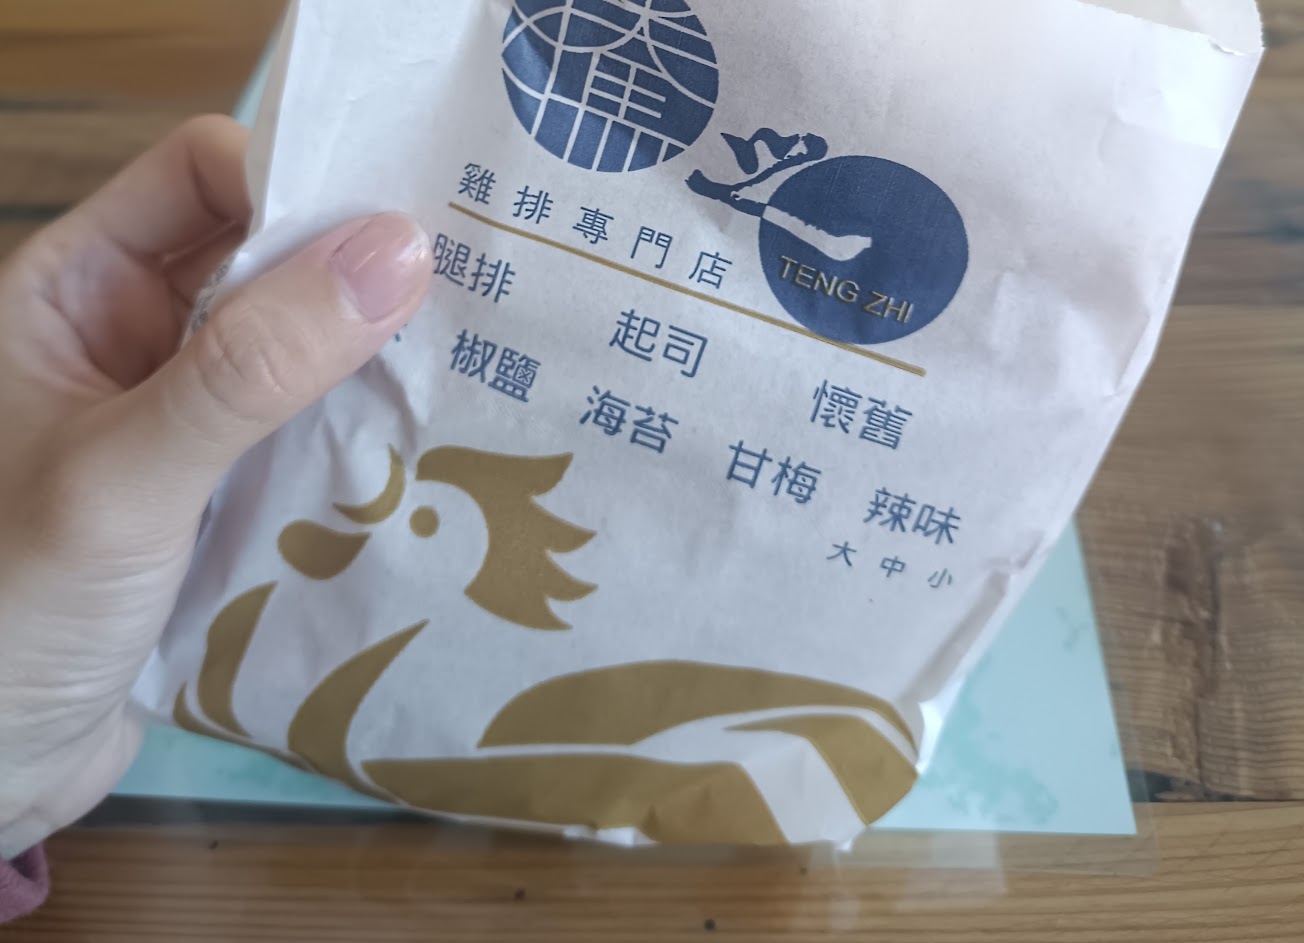 雞排專門店
TENG ZHI
腿排 起司 懷舊
椒鹽 海苔 甘梅 辣味
大 中 小